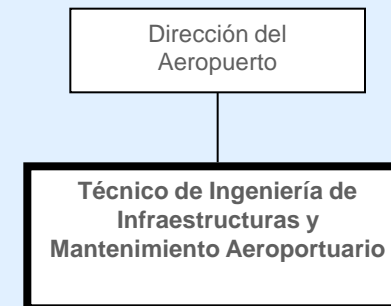 Dirección del
Aeropuerto
Técnico de Ingeniería de
Infraestructuras y
Mantenimiento Aeroportuario